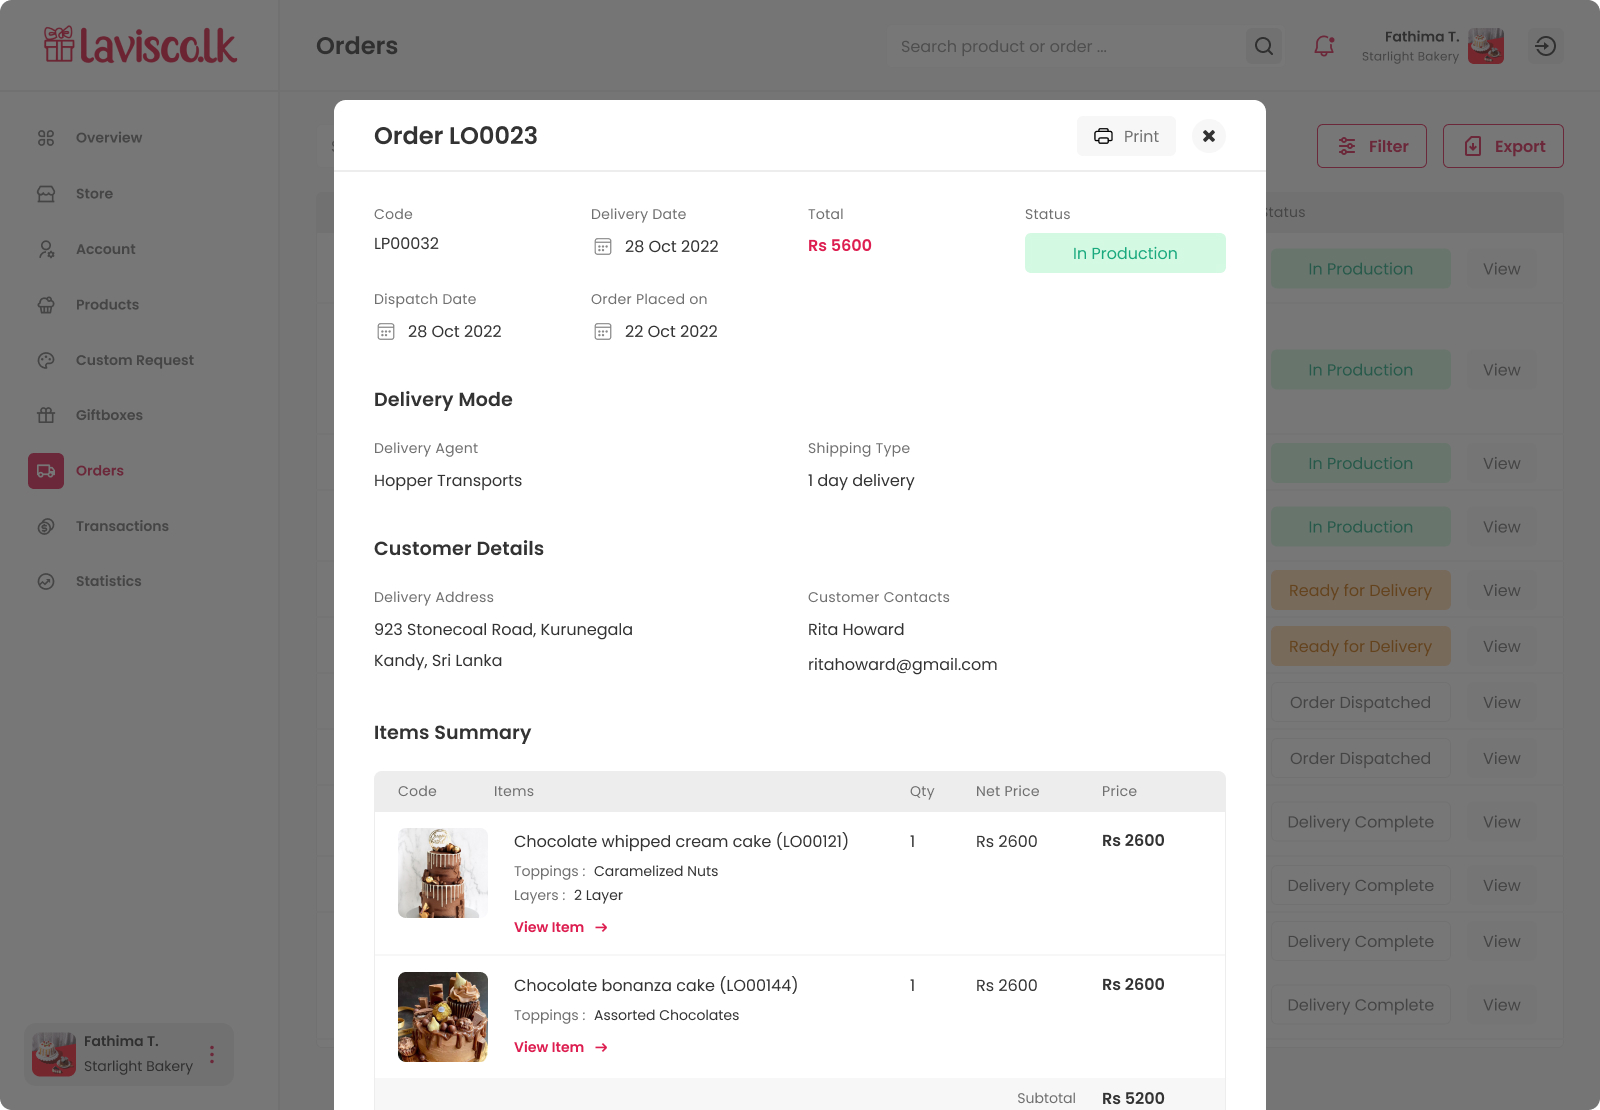 lavisco.lk
Orders
Search product or order ...
Fathima T.
Starlight Bakery
Overview
Store
Account
Products
Custom Request
Giftboxes
Orders
Transactions
Statistics
Fathima T.
Starlight Bakery
Filter
Export
Status
In Production View
In Production View
In Production View
In Production View
Ready for Delivery View
Ready for Delivery View
Order Dispatched View
Order Dispatched View
Delivery Complete View
Delivery Complete View
Delivery Complete View
Delivery Complete View
Order LO0023
Print
Code Delivery Date Total Status
LP00032 28 Oct 2022 Rs 5600 In Production
Dispatch Date Order Placed on
28 Oct 2022 22 Oct 2022
Delivery Mode
Delivery Agent Shipping Type
Hopper Transports 1 day delivery
Customer Details
Delivery Address Customer Contacts
923 Stonecoal Road, Kurunegala Rita Howard
Kandy, Sri Lanka ritahoward@gmail.com
Items Summary
Code Items Qty Net Price Price
Chocolate whipped cream cake (LO00121) 1 Rs 2600 Rs 2600
Toppings : Caramelized Nuts
Layers : 2 Layer
View Item
Chocolate bonanza cake (LO00144) 1 Rs 2600 Rs 2600
Toppings : Assorted Chocolates
View Item
Subtotal Rs 5200